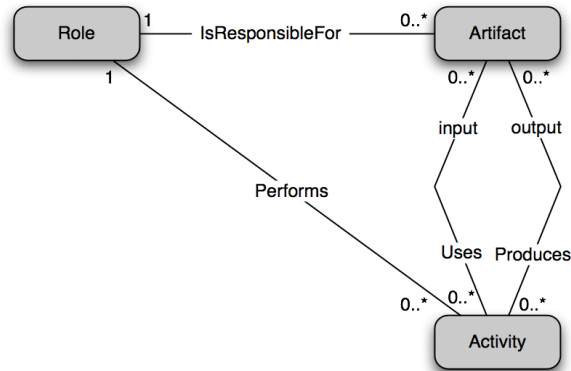 Role
1
IsResponsibleFor
0..*
Artifact
1
0..*
0..*
input
output
Performs
Uses
Produces
0..*
0..*
0..*
Activity